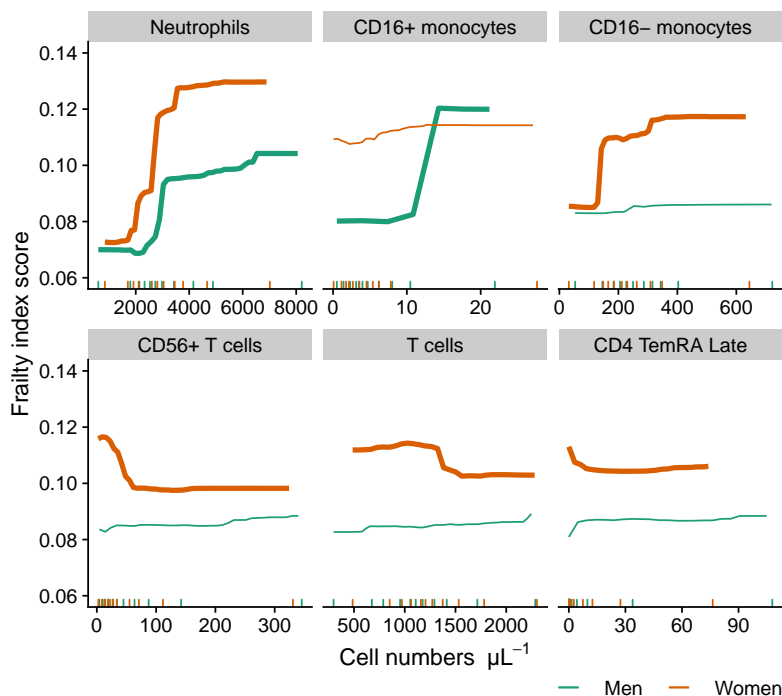 Neutrophils CD16+ monocytes CD16− monocytes
0.14
0.12
0.10
0.08
0.06
2000 4000 6000 8000 0 10 20 0 200 400 600
CD56+ T cells T cells CD4 TemRA Late
0.14
0.12
0.10
0.08
0.06
0 100 200 300 500 1000 1500 2000 0 30 60 90
Frailty index score
Cell numbers µL⁻¹
Men Women